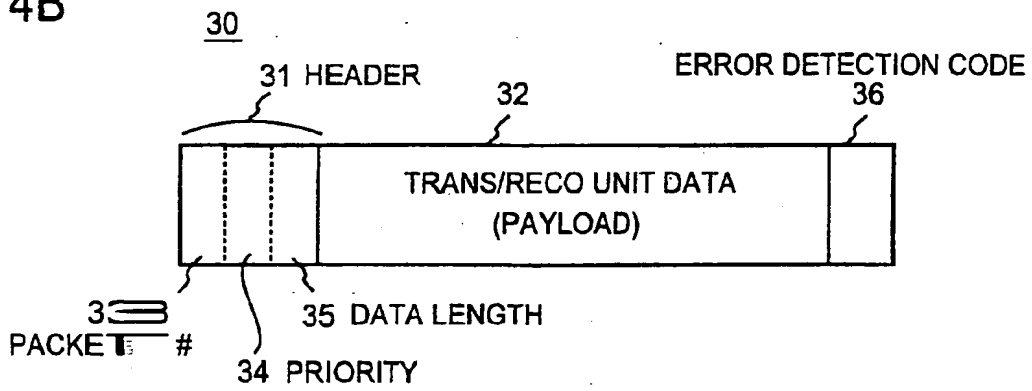 4B
30
31 HEADER
ERROR DETECTION CODE
32
36
TRANS/RECO UNIT DATA
(PAYLOAD)
33
35 DATA LENGTH
PACKET #
34 PRIORITY